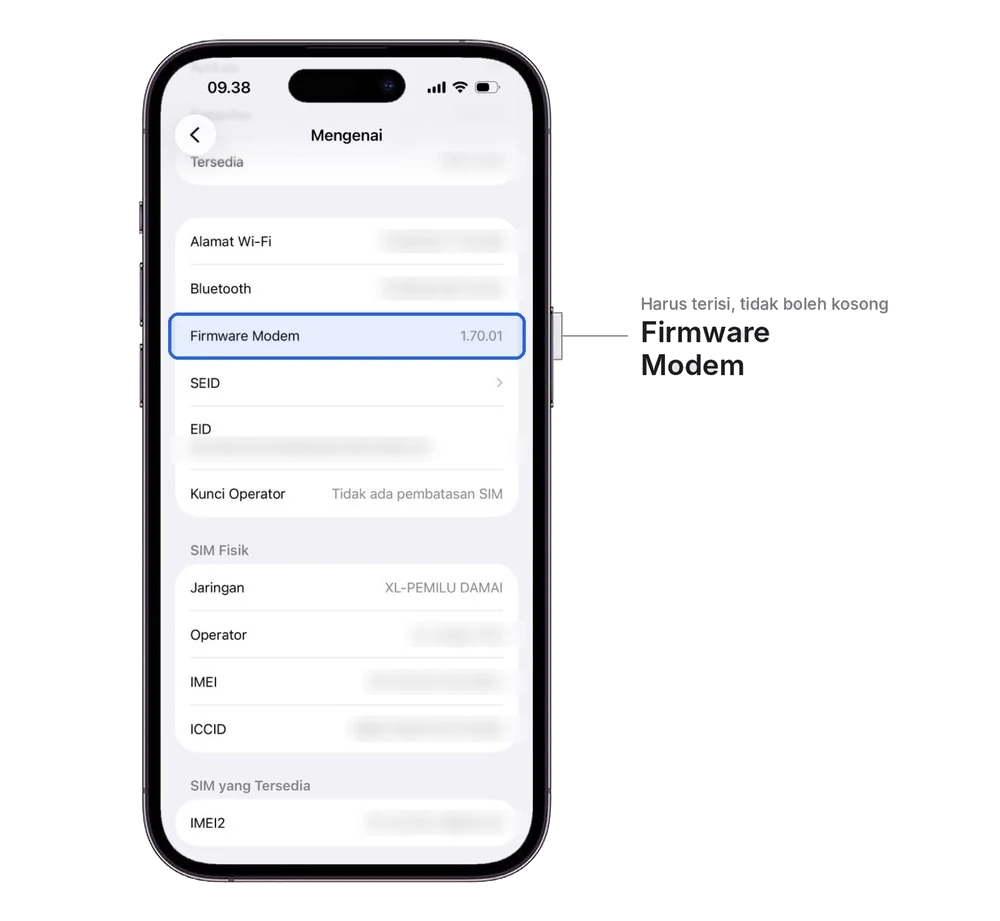 09.38
Mengenai
Tersedia
Alamat Wi-Fi
Bluetooth
Firmware Modem 1.70.01
SEID
EID
Kunci Operator Tidak ada pembatasan SIM
SIM Fisik
Jaringan XL-PEMILU DAMAI
Operator
IMEI
ICCID
SIM yang Tersedia
IMEI2
Harus terisi, tidak boleh kosong
Firmware
Modem